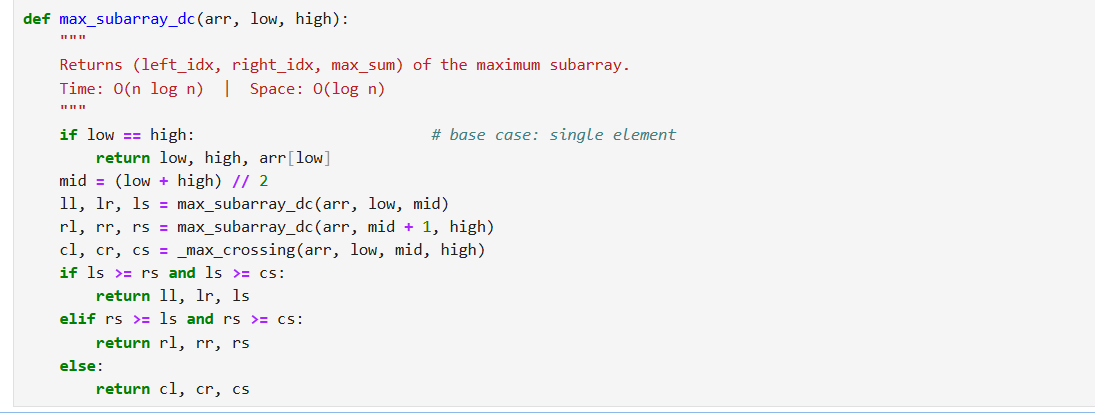 def max_subarray_dc(arr, low, high):
    """
    Returns (left_idx, right_idx, max_sum) of the maximum subarray.
    Time: O(n log n)  |  Space: O(log n)
    """
    if low == high:                          # base case: single element
        return low, high, arr[low]
    mid = (low + high) // 2
    ll, lr, ls = max_subarray_dc(arr, low, mid)
    rl, rr, rs = max_subarray_dc(arr, mid + 1, high)
    cl, cr, cs = _max_crossing(arr, low, mid, high)
    if ls >= rs and ls >= cs:
        return ll, lr, ls
    elif rs >= ls and rs >= cs:
        return rl, rr, rs
    else:
        return cl, cr, cs